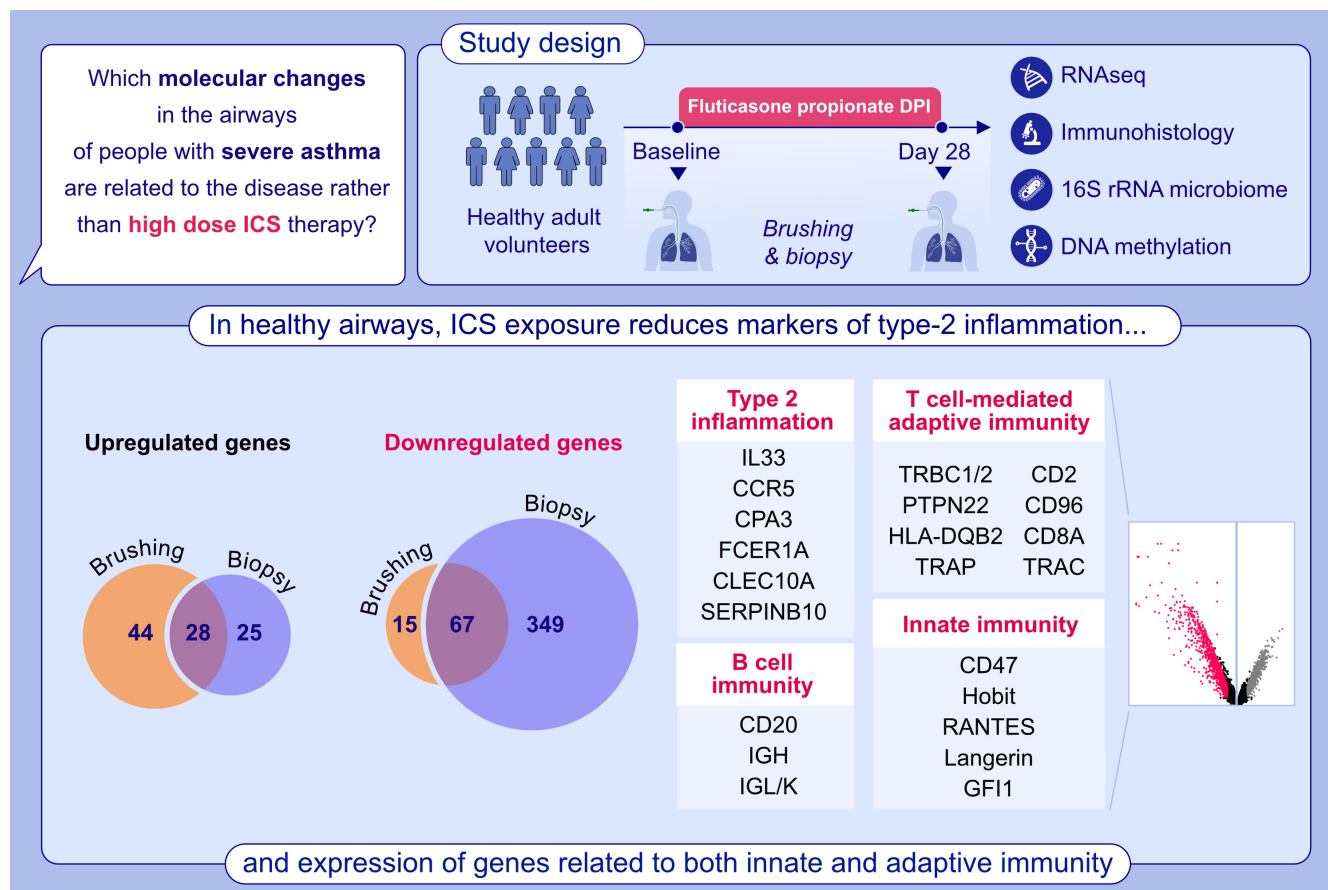 Which molecular changes
in the airways
of people with severe asthma
are related to the disease rather
than high dose ICS therapy?
Study design
Healthy adult
volunteers
Fluticasone propionate DPI
Baseline
Day 28
Brushing
& biopsy
RNAseq
Immunohistology
16S rRNA microbiome
DNA methylation
In healthy airways, ICS exposure reduces markers of type-2 inflammation...
Upregulated genes
Brushing
Biopsy
44
28
25
Downregulated genes
Brushing
Biopsy
15
67
349
Type 2
inflammation
IL33
CCR5
CPA3
FCER1A
CLEC10A
SERPINB10
B cell
immunity
CD20
IGH
IGL/K
T cell-mediated
adaptive immunity
TRBC1/2 CD2
PTPN22 CD96
HLA-DQB2 CD8A
TRAP TRAC
Innate immunity
CD47
Hobit
RANTES
Langerin
GFI1
and expression of genes related to both innate and adaptive immunity